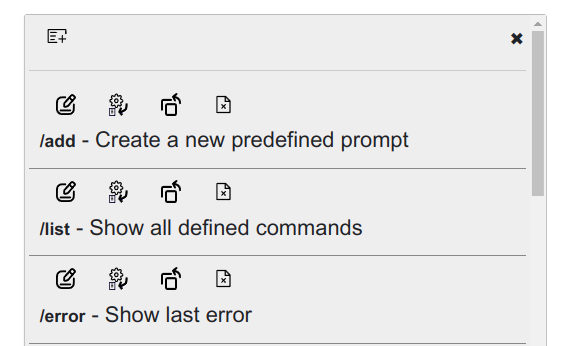 /add - Create a new predefined prompt
/list - Show all defined commands
/error - Show last error